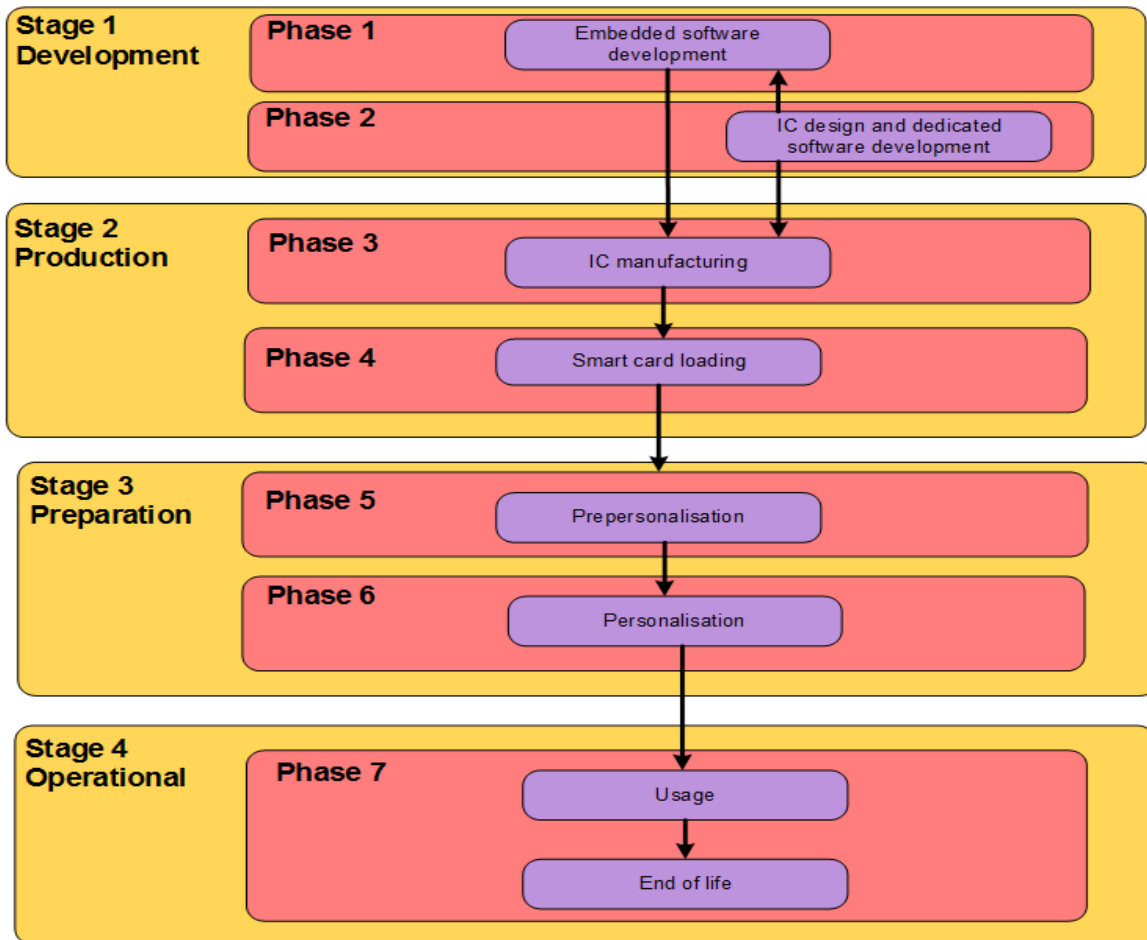 Stage 1
Development
Phase 1
Embedded software
development
Phase 2
IC design and dedicated
software development
Stage 2
Production
Phase 3
IC manufacturing
Phase 4
Smart card loading
Stage 3
Preparation
Phase 5
Prepersonalisation
Phase 6
Personalisation
Stage 4
Operational
Phase 7
Usage
End of life